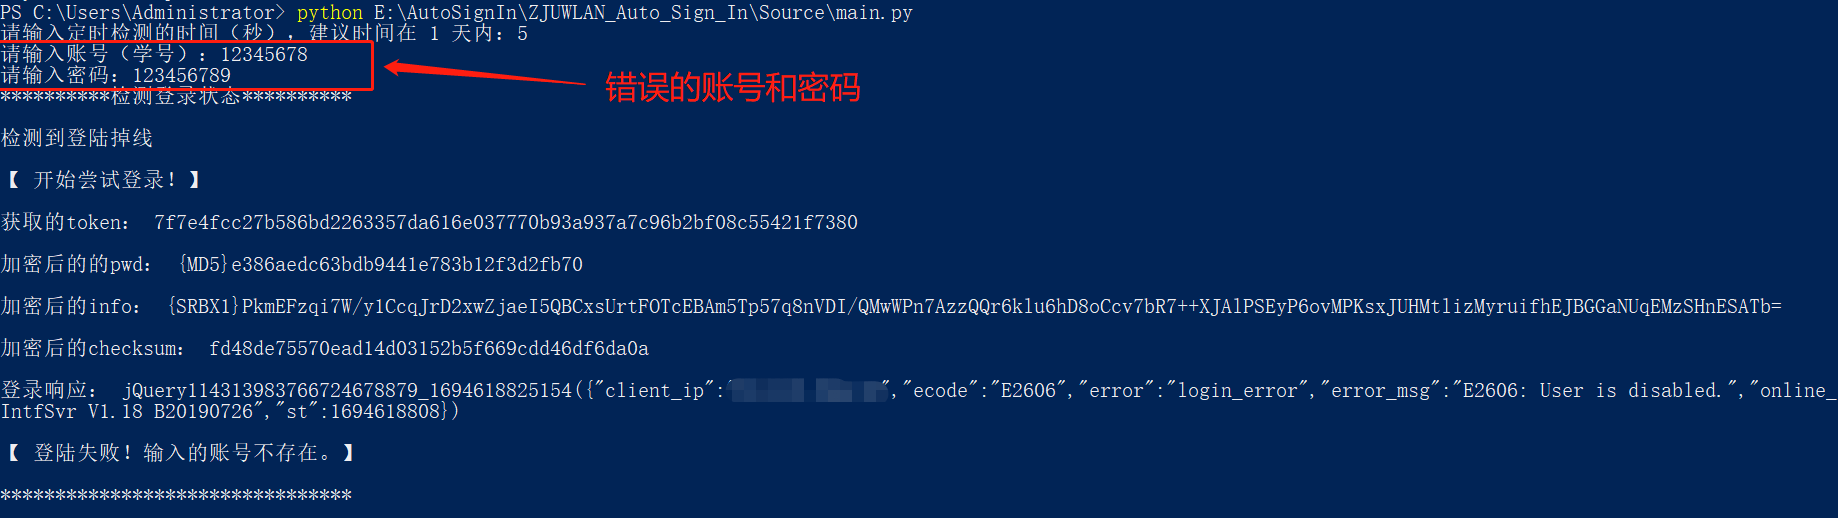 PS C:\Users\Administrator> python E:\AutoSignIn\ZJUWLAN_Auto_Sign_In\Source\main.py
请输入定时检测的时间（秒），建议时间在 1 天内：5
请输入账号（学号）：12345678
请输入密码：123456789
错误的账号和密码
**********检测登录状态**********
检测到登陆掉线
【 开始尝试登录！】
获取的token： 7f7e4fcc27b586bd2263357da616e037770b93a937a7c96b2bf08c55421f7380
加密后的的pwd： {MD5}e386aedc63bdb9441e783b12f3d2fb70
加密后的info： {SRBX1}PkmEFzqi7W/y1CcqJrD2xwZjaeI5QBCxsUrtFOTcEBAm5Tp57q8nVDI/QMwWPn7AzzQQr6klu6hD8oCcv7bR7++XJAlPSEyP6ovMPKsxJUHMtlizMyruifhEJBGGaNUqEMzSHnESATb=
加密后的checksum： fd48de75570ead14d03152b5f669cdd46df6da0a
登录响应： jQuery1143139837667246788​79_1694618825154({"client_ip":" ","ecode":"E2606","error":"login_error","error_msg":"E2606: User is disabled.","online_
IntfSvr V1.18 B20190726","st":1694618808})
【 登陆失败！输入的账号不存在。】
********************************